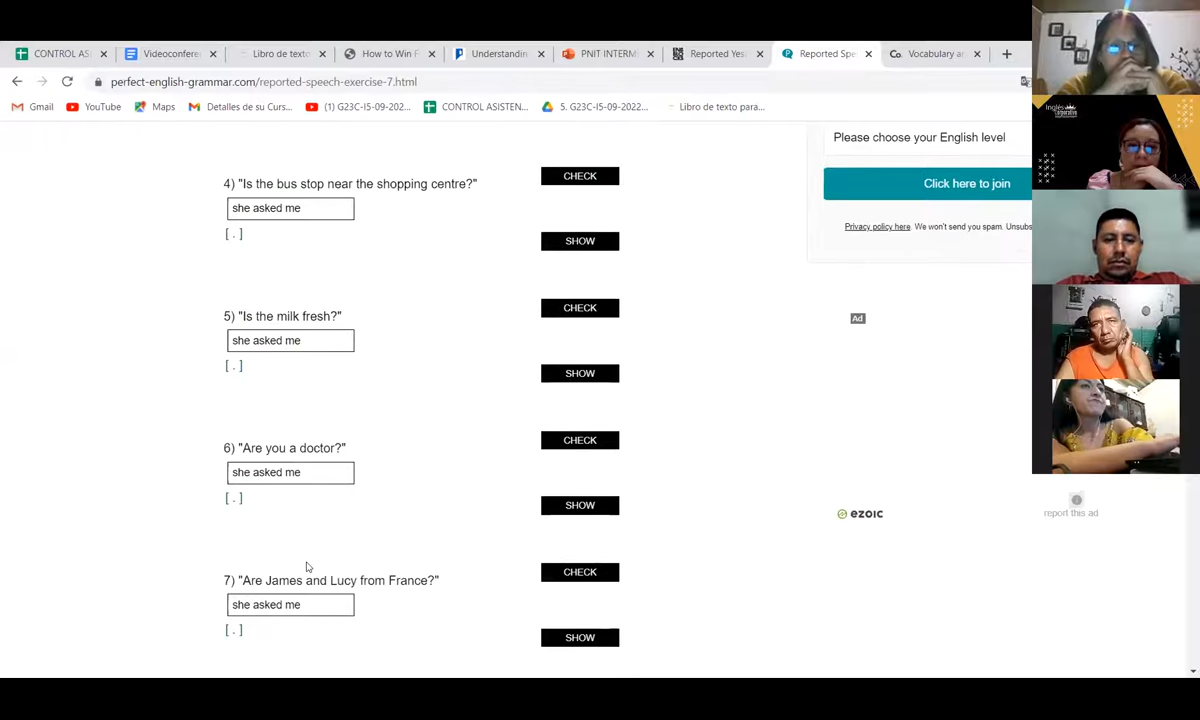 CONTROL ASI
Videoconfere
Libro de texto
How to Win F
Understandin
PNIT INTERM
Reported Yes/
Reported Spe
Vocabulary an
perfect-english-grammar.com/reported-speech-exercise-7.html
Gmail
YouTube
Maps
Detalles de su Curs...
(1) G23C-I5-09-202...
CONTROL ASISTEN...
5. G23C-I5-09-2022...
Libro de texto para...
4) "Is the bus stop near the shopping centre?"
she asked me
[ . ]
CHECK
SHOW
5) "Is the milk fresh?"
she asked me
[ . ]
CHECK
SHOW
6) "Are you a doctor?"
she asked me
[ . ]
CHECK
SHOW
7) "Are James and Lucy from France?"
she asked me
[ . ]
CHECK
SHOW
Please choose your English level
Click here to join
Privacy policy here. We won't send you spam. Unsubs
Ad
ezoic
report this ad
Inglés
Corporativo